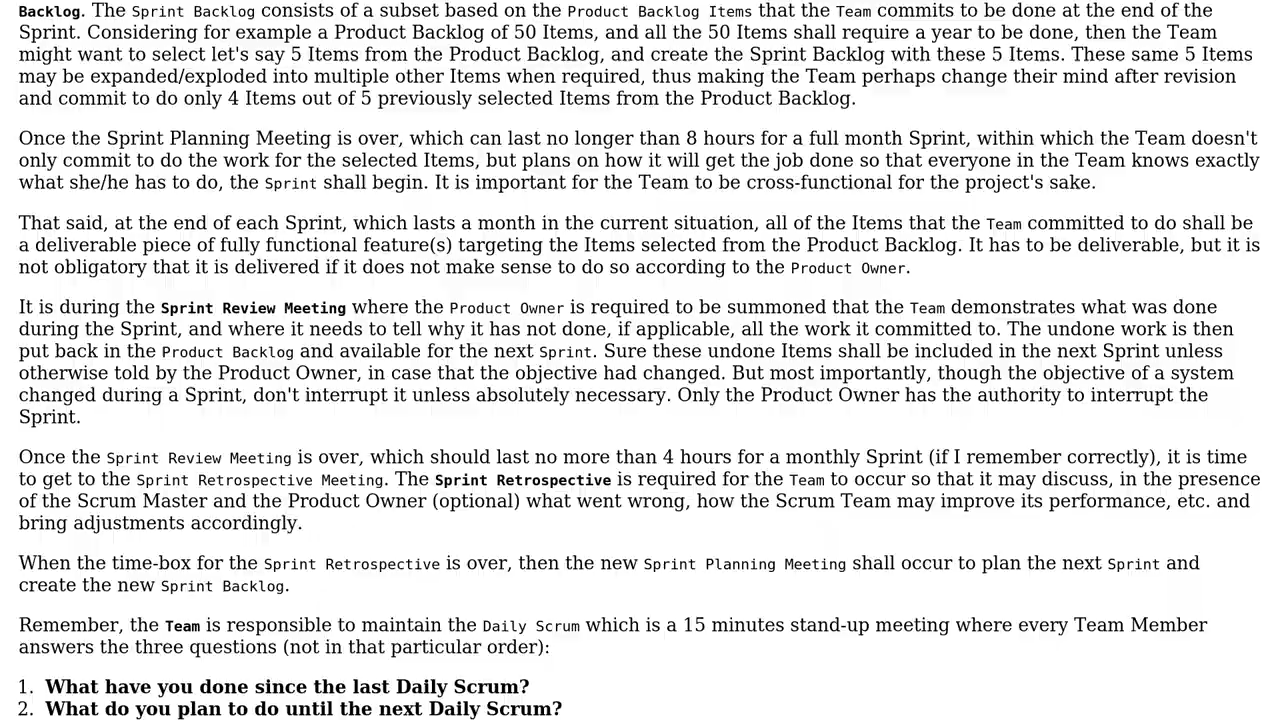 Backlog. The Sprint Backlog consists of a subset based on the Product Backlog Items that the Team commits to be done at the end of the
Sprint. Considering for example a Product Backlog of 50 Items, and all the 50 Items shall require a year to be done, then the Team
might want to select let's say 5 Items from the Product Backlog, and create the Sprint Backlog with these 5 Items. These same 5 Items
may be expanded/exploded into multiple other Items when required, thus making the Team perhaps change their mind after revision
and commit to do only 4 Items out of 5 previously selected Items from the Product Backlog.
Once the Sprint Planning Meeting is over, which can last no longer than 8 hours for a full month Sprint, within which the Team doesn't
only commit to do the work for the selected Items, but plans on how it will get the job done so that everyone in the Team knows exactly
what she/he has to do, the Sprint shall begin. It is important for the Team to be cross-functional for the project's sake.
That said, at the end of each Sprint, which lasts a month in the current situation, all of the Items that the Team committed to do shall be
a deliverable piece of fully functional feature(s) targeting the Items selected from the Product Backlog. It has to be deliverable, but it is
not obligatory that it is delivered if it does not make sense to do so according to the Product Owner.
It is during the Sprint Review Meeting where the Product Owner is required to be summoned that the Team demonstrates what was done
during the Sprint, and where it needs to tell why it has not done, if applicable, all the work it committed to. The undone work is then
put back in the Product Backlog and available for the next Sprint. Sure these undone Items shall be included in the next Sprint unless
otherwise told by the Product Owner, in case that the objective had changed. But most importantly, though the objective of a system
changed during a Sprint, don't interrupt it unless absolutely necessary. Only the Product Owner has the authority to interrupt the
Sprint.
Once the Sprint Review Meeting is over, which should last no more than 4 hours for a monthly Sprint (if I remember correctly), it is time
to get to the Sprint Retrospective Meeting. The Sprint Retrospective is required for the Team to occur so that it may discuss, in the presence
of the Scrum Master and the Product Owner (optional) what went wrong, how the Scrum Team may improve its performance, etc. and
bring adjustments accordingly.
When the time-box for the Sprint Retrospective is over, then the new Sprint Planning Meeting shall occur to plan the next Sprint and
create the new Sprint Backlog.
Remember, the Team is responsible to maintain the Daily Scrum which is a 15 minutes stand-up meeting where every Team Member
answers the three questions (not in that particular order):
1. What have you done since the last Daily Scrum?
2. What do you plan to do until the next Daily Scrum?